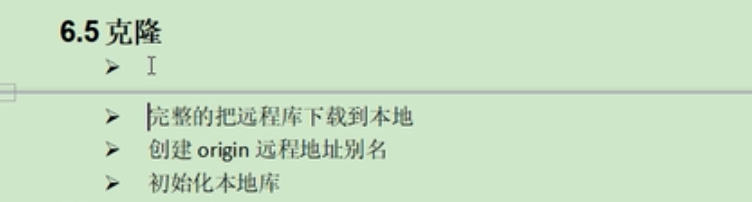 6.5 克隆
➢
➢ 完整的把远程库下载到本地
➢ 创建 origin 远程地址别名
➢ 初始化本地库